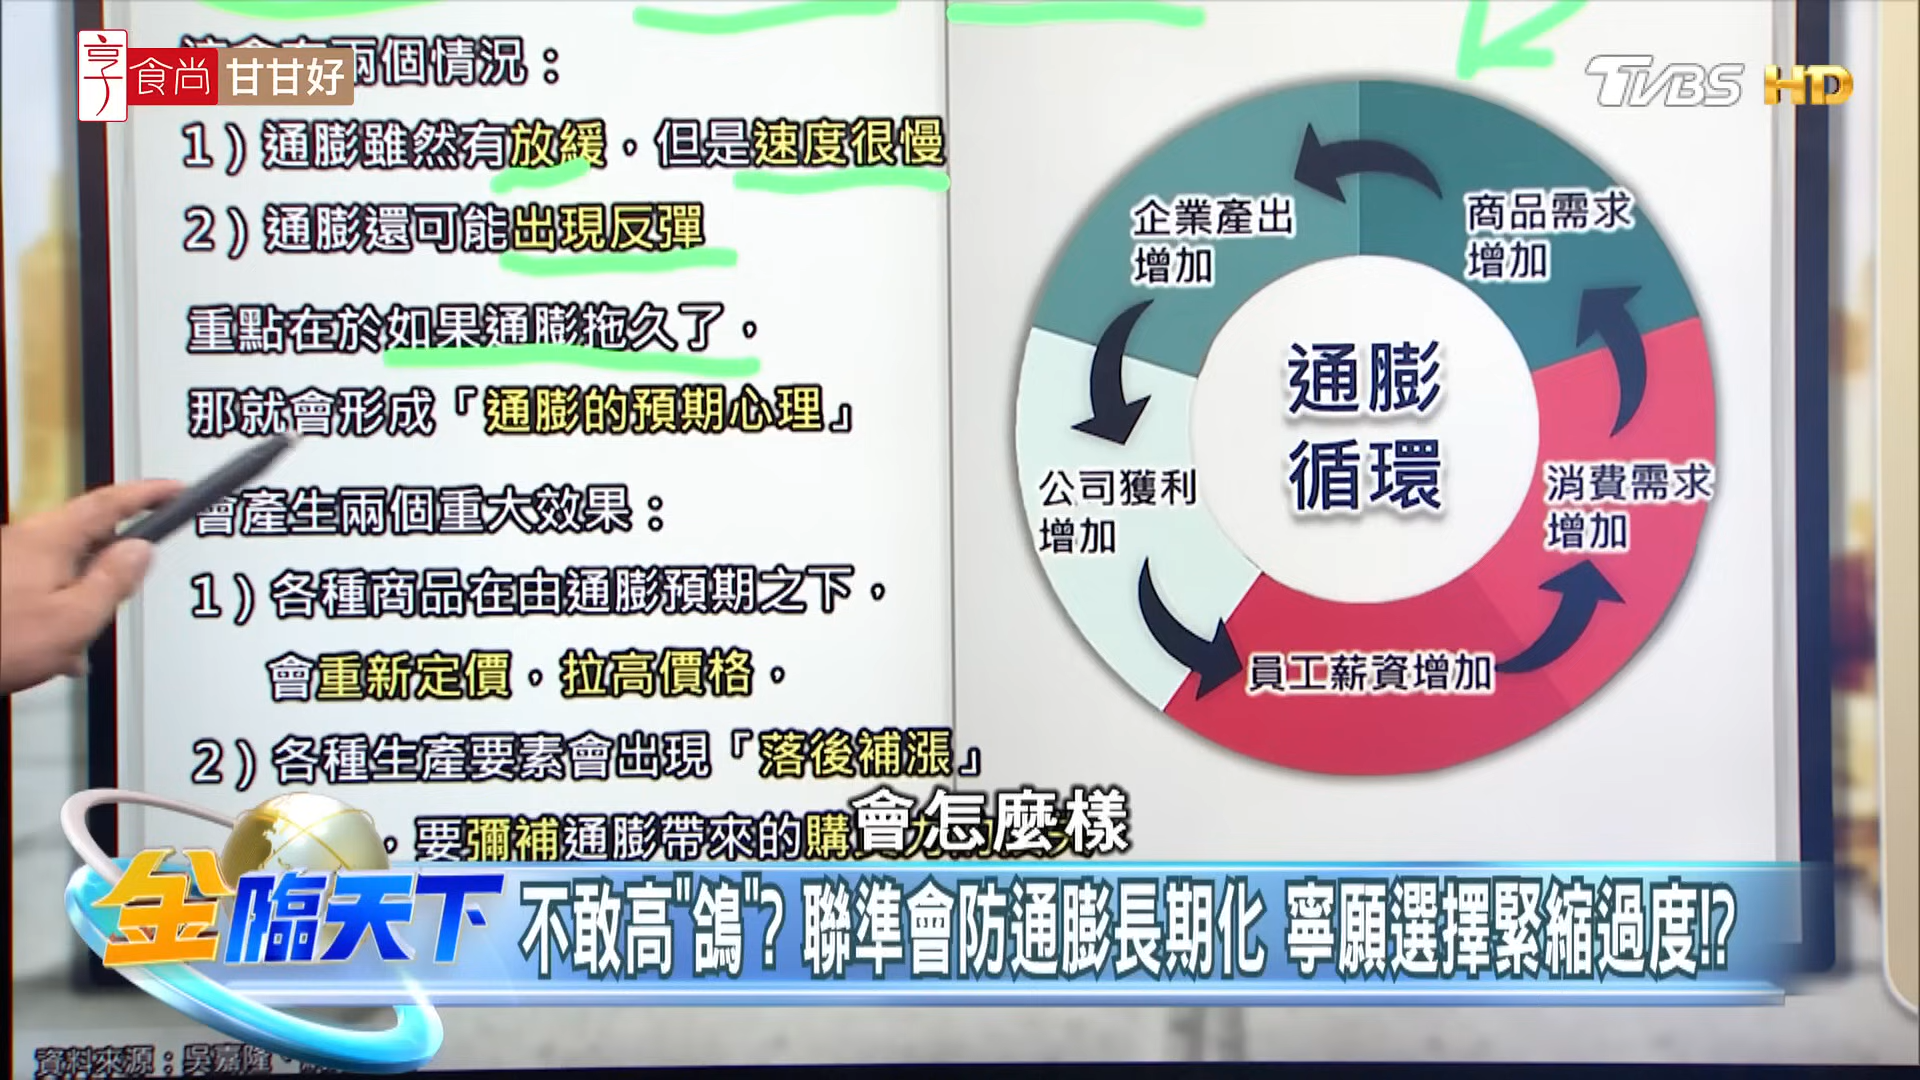 享
食尚
甘甘好
TVBS HD
兩個情況：
1）通膨雖然有放緩，但是速度很慢
2）通膨還可能出現反彈
重點在於如果通膨拖久了，
那就會形成「通膨的預期心理」
會產生兩個重大效果：
1）各種商品在由通膨預期之下，
會重新定價，拉高價格，
2）各種生產要素會出現「落後補漲」
，要彌補通膨帶來的購
商品需求
增加
企業產出
增加
公司獲利
增加
員工薪資增加
消費需求
增加
通膨
循環
會怎麼樣
金臨天下
不敢高"鴿"? 聯準會防通膨長期化 寧願選擇緊縮過度!?
資料來源：吳嘉隆、